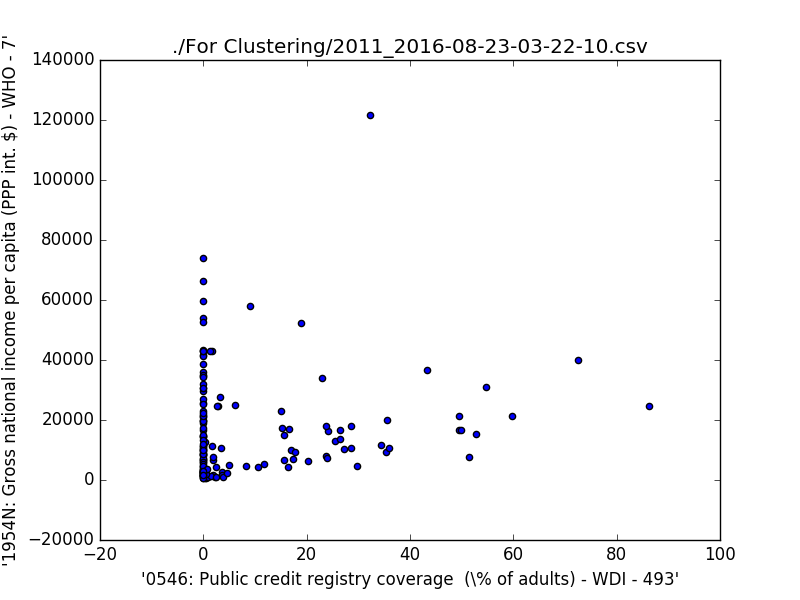 ./For Clustering/2011_2016-08-23-03-22-10.csv
'1954N: Gross national income per capita (PPP int. $) - WHO - 7'
140000
120000
100000
80000
60000
40000
20000
0
−20000
−20 0 20 40 60 80 100
'0546: Public credit registry coverage  (\% of adults) - WDI - 493'